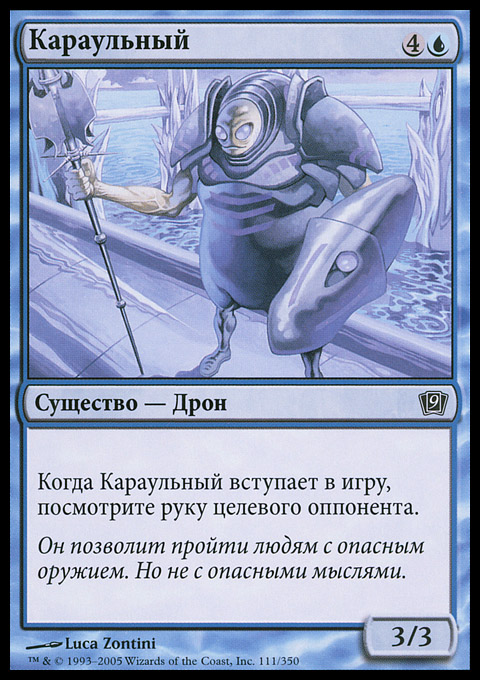 Караульный 4
Существо — Дрон 9
Когда Караульный вступает в игру,
посмотрите руку целевого оппонента.
Он позволит пройти людям с опасным
оружием. Но не с опасными мыслями.
Luca Zontini
3/3
™ & © 1993–2005 Wizards of the Coast, Inc. 111/350